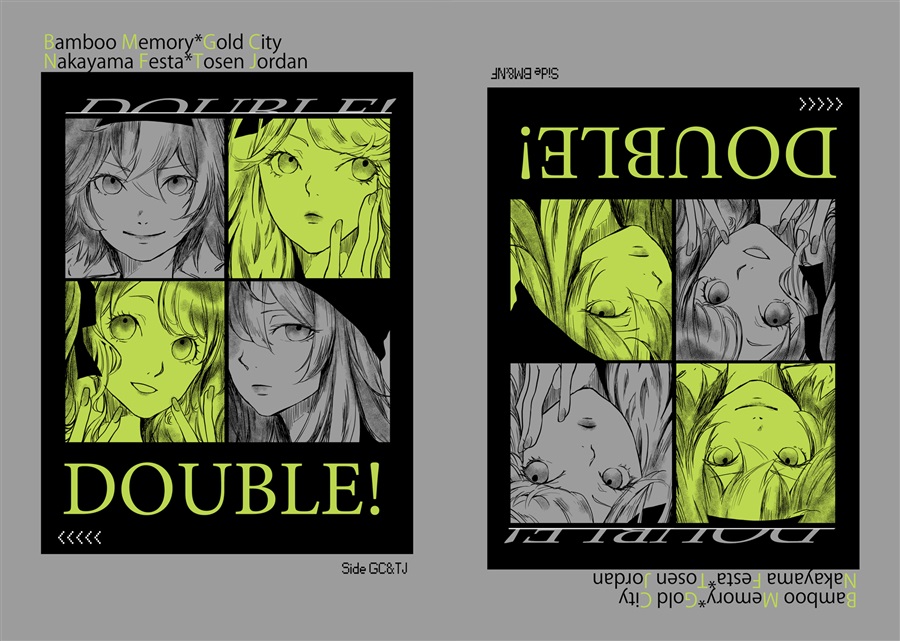 Bamboo Memory*Gold City
Nakayama Festa*Tosen Jordan
DOUBLE!
DOUBLE!
<<<<<
Side GC&TJ
Side BM&NF
>>>>>
DOUBLE!
DOUBLE!
Nakayama Festa*Tosen Jordan
Bamboo Memory*Gold City